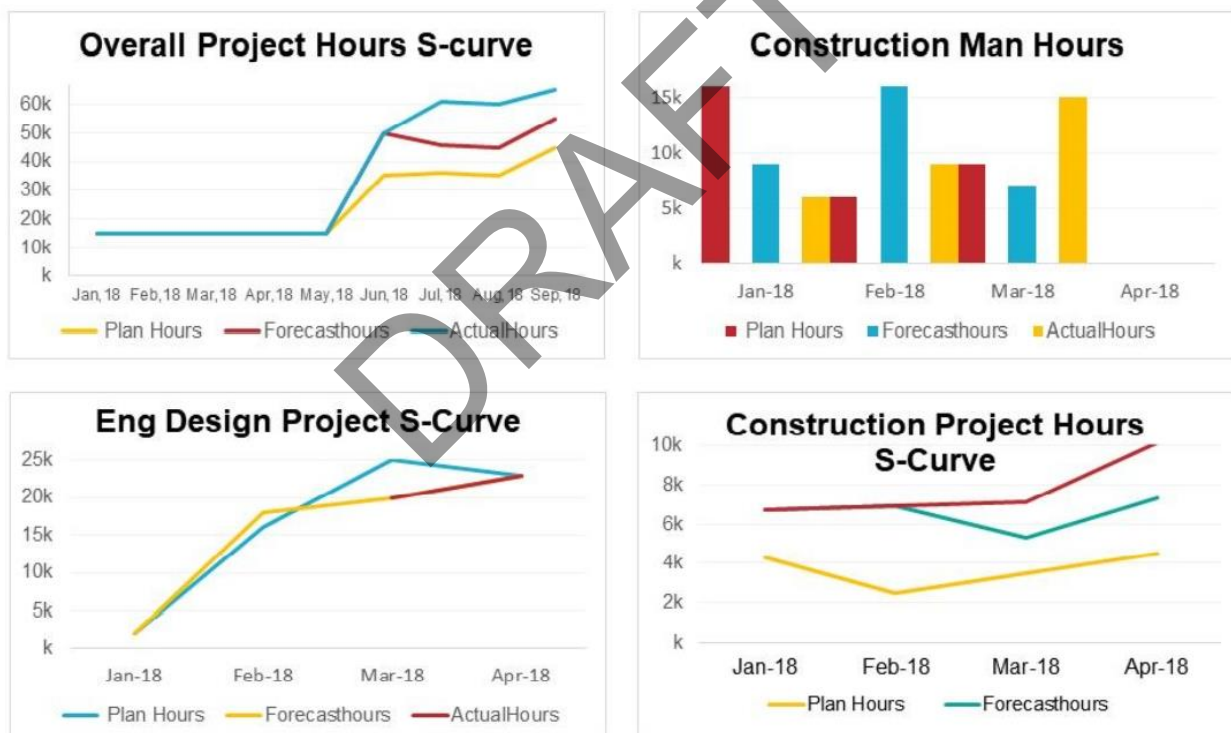 Overall Project Hours S-curve
60k
50k
40k
30k
20k
10k
k
Jan, 18 Feb, 18 Mar, 18 Apr, 18 May, 18 Jun, 18 Jul, 18 Aug, 18 Sep, 18
Plan Hours Forecasthours ActualHours
Construction Man Hours
15k
10k
5k
k
Jan-18 Feb-18 Mar-18 Apr-18
Plan Hours Forecasthours ActualHours
Eng Design Project S-Curve
25k
20k
15k
10k
5k
k
Jan-18 Feb-18 Mar-18 Apr-18
Plan Hours Forecasthours ActualHours
Construction Project Hours
S-Curve
10k
8k
6k
4k
2k
k
Jan-18 Feb-18 Mar-18 Apr-18
Plan Hours Forecasthours
DRAFT